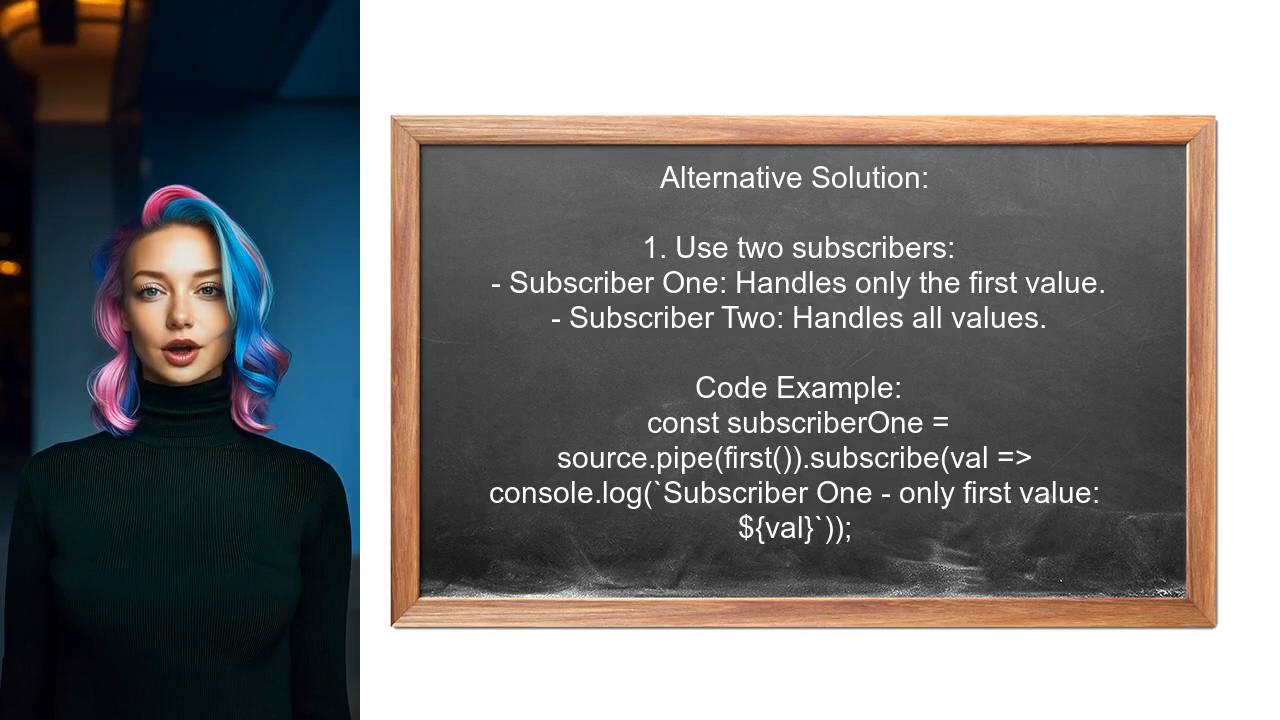 Alternative Solution:
1. Use two subscribers:
- Subscriber One: Handles only the first value.
- Subscriber Two: Handles all values.
Code Example:
const subscriberOne =
source.pipe(first()).subscribe(val =>
console.log(`Subscriber One - only first value:
${val}`));